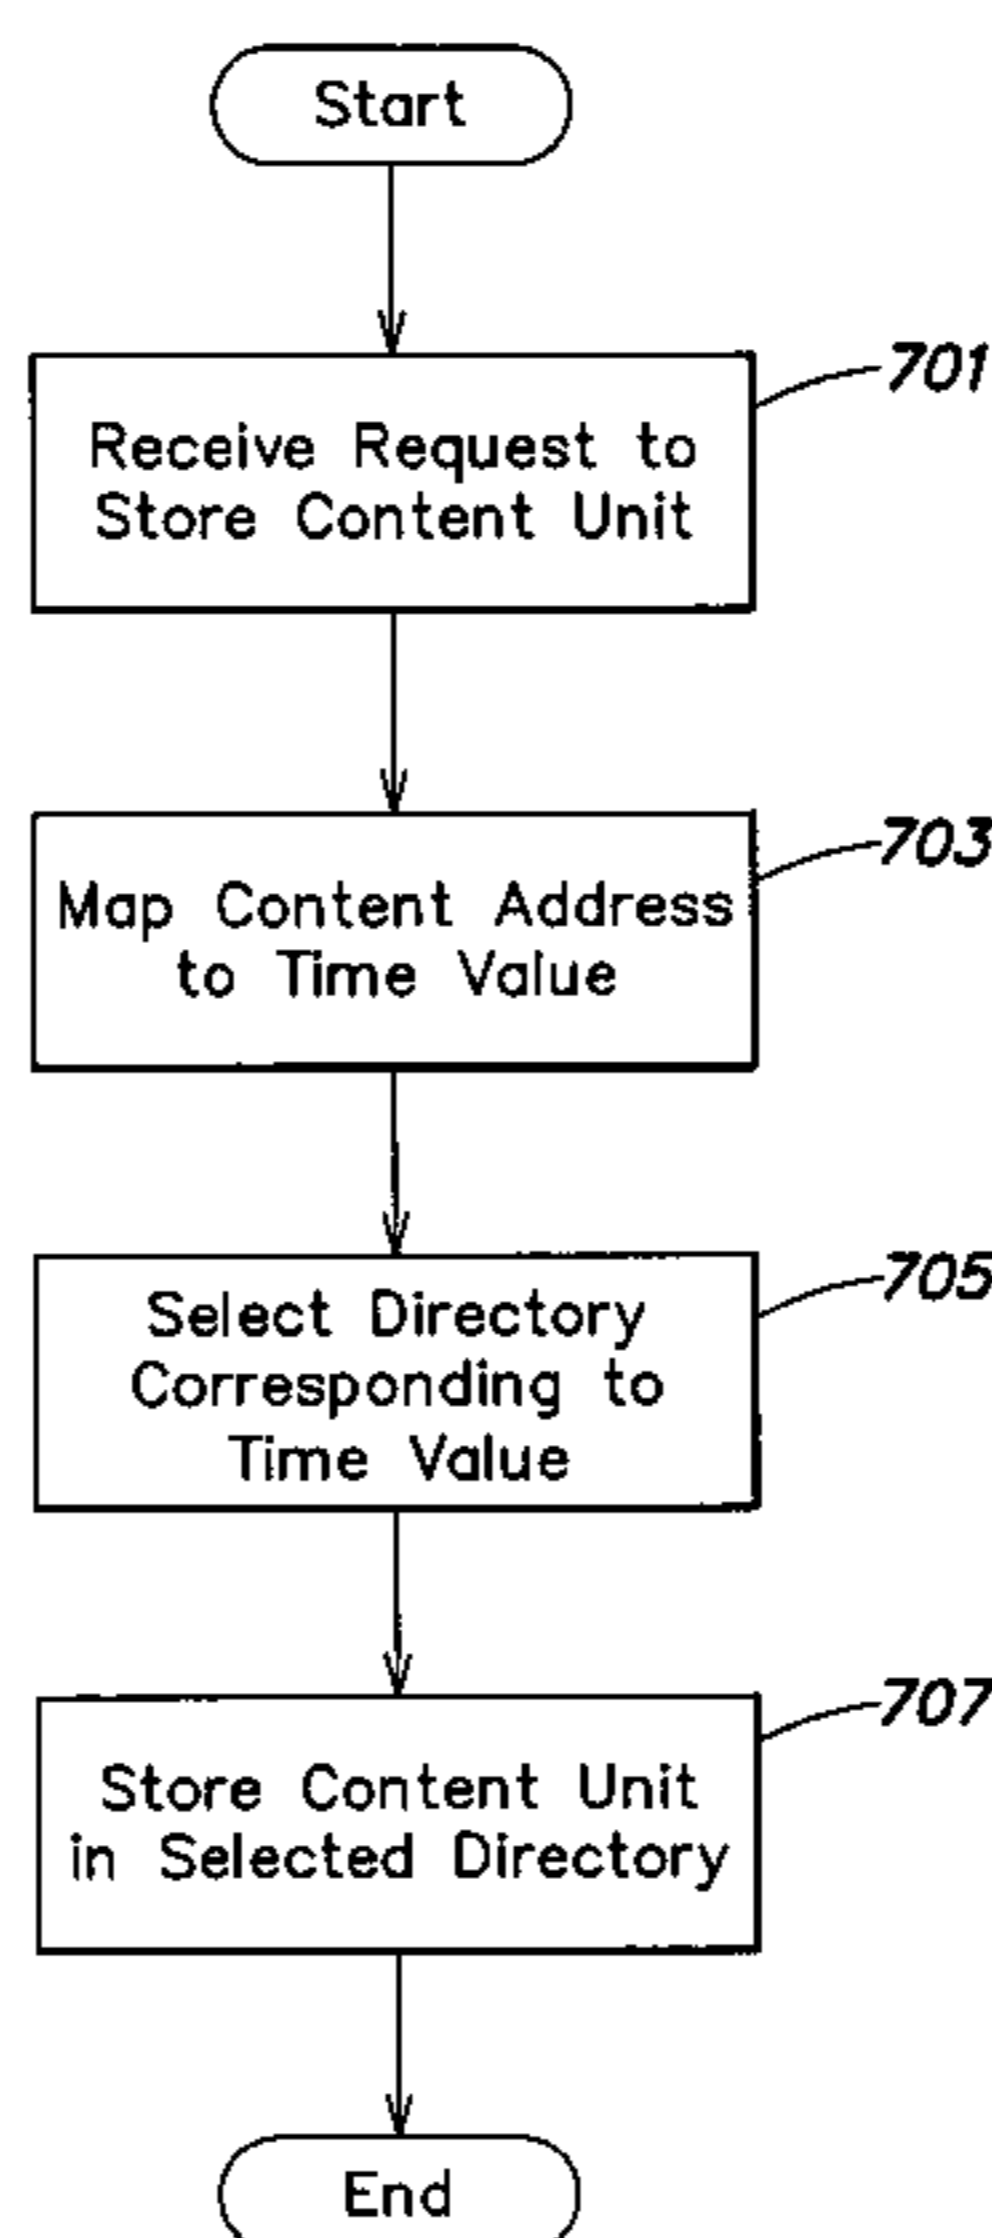 Start
701
Receive Request to
Store Content Unit
703
Map Content Address
to Time Value
705
Select Directory
Corresponding to
Time Value
707
Store Content Unit
in Selected Directory
End